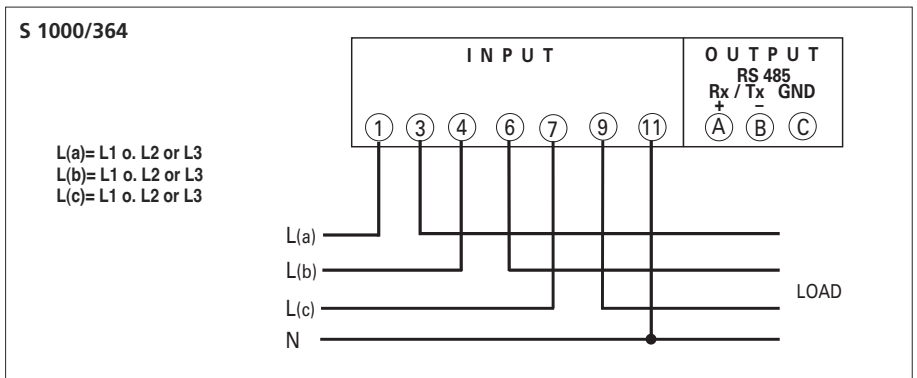 S 1000/364
INPUT
OUTPUT
RS 485
Rx / Tx GND
+ –
1 3 4 6 7 9 11
A B C
L(a)= L1 o. L2 or L3
L(b)= L1 o. L2 or L3
L(c)= L1 o. L2 or L3
L(a)
L(b)
L(c)
N
LOAD